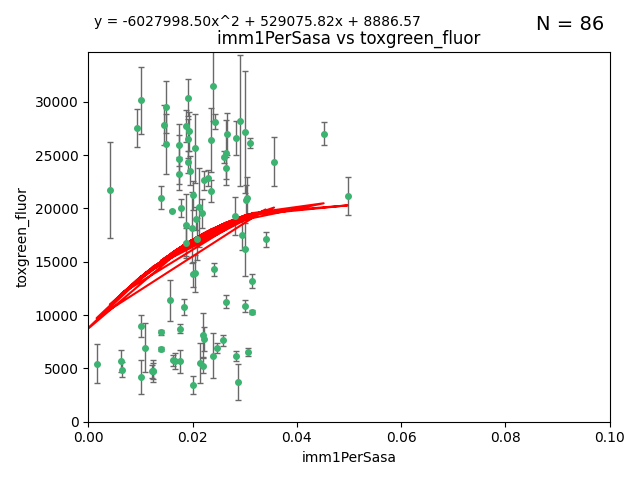 y = -6027998.50x^2 + 529075.82x + 8886.57
N = 86
imm1PerSasa vs toxgreen_fluor
30000
25000
20000
15000
10000
5000
0
toxgreen_fluor
0.00 0.02 0.04 0.06 0.08 0.10
imm1PerSasa